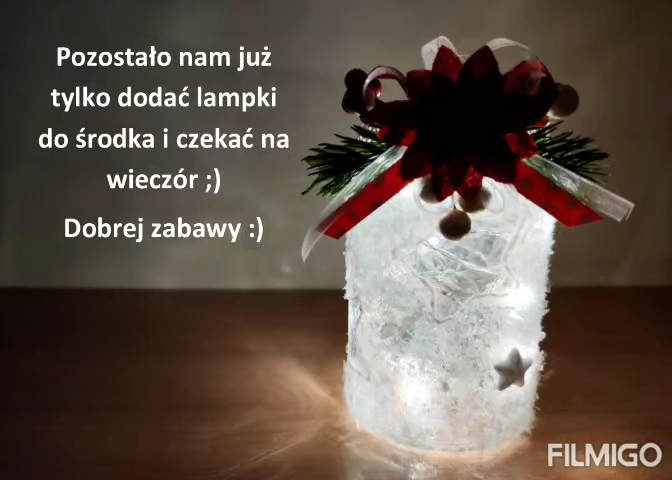 Pozostało nam już
tylko dodać lampki
do środka i czekać na
wieczór ;)
Dobrej zabawy :)
FILMIGO